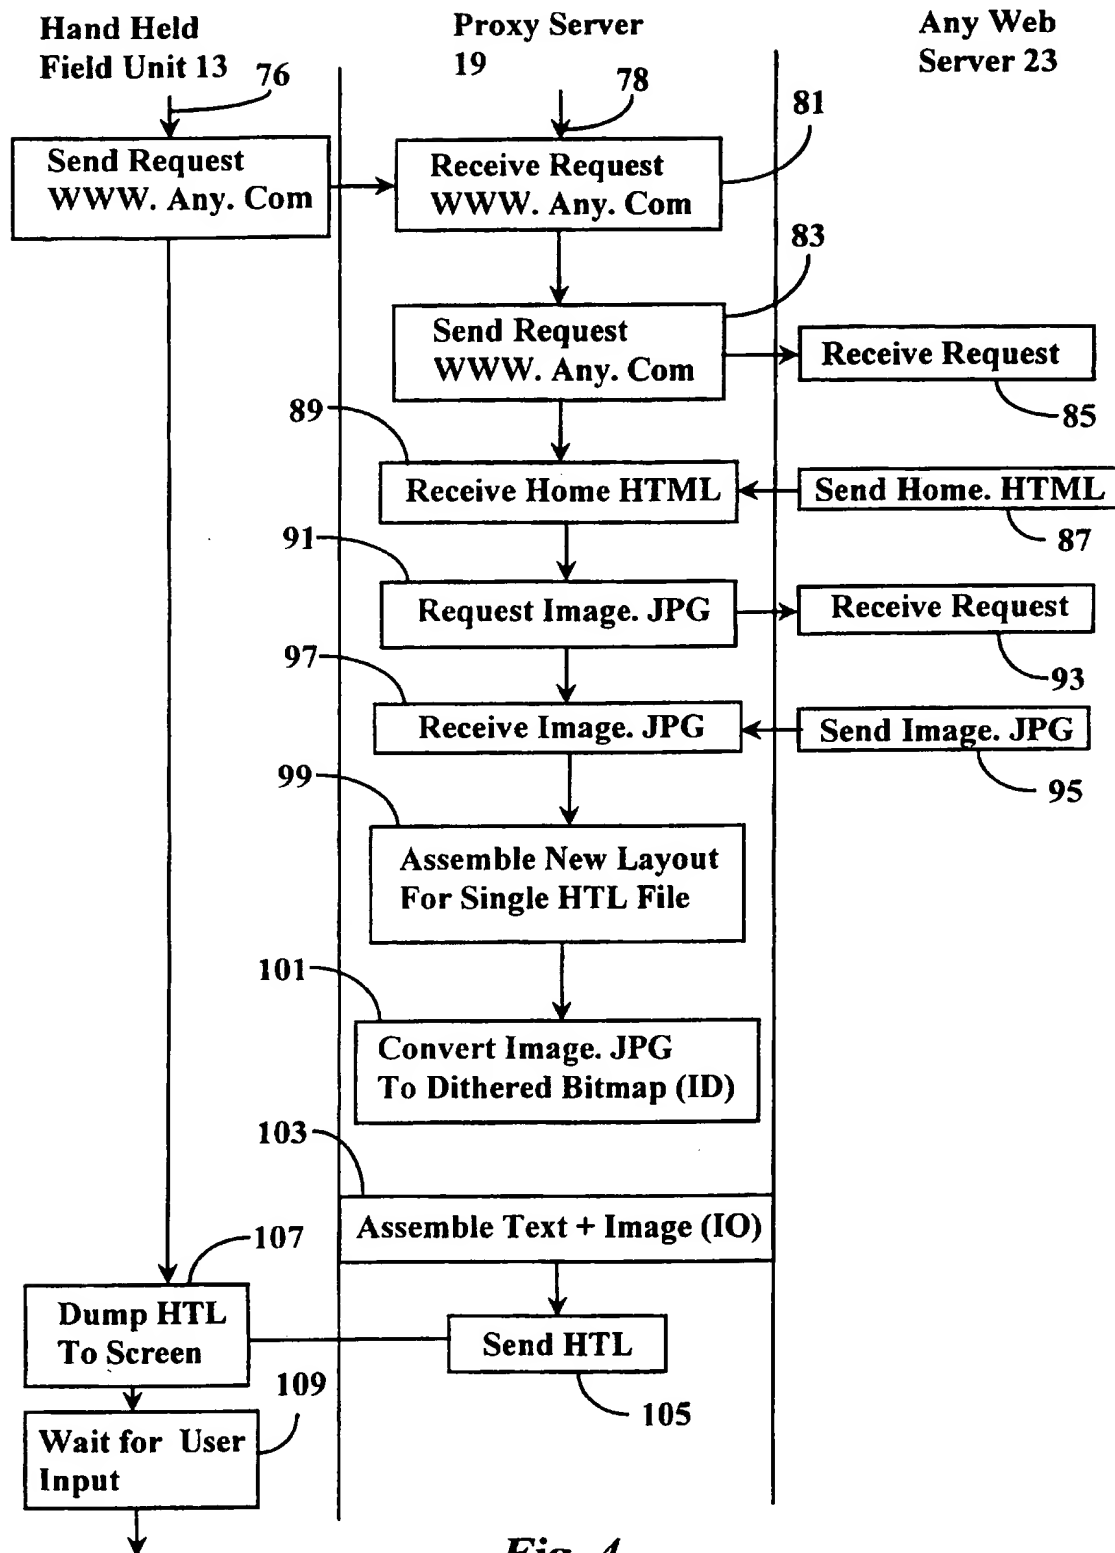 Hand Held
Field Unit 13
Proxy Server
19
Any Web
Server 23
76
78
81
Send Request
WWW. Any. Com
Receive Request
WWW. Any. Com
83
Send Request
WWW. Any. Com
Receive Request
85
89
Receive Home HTML
Send Home. HTML
87
91
Request Image. JPG
Receive Request
93
97
Receive Image. JPG
Send Image. JPG
95
99
Assemble New Layout
For Single HTL File
101
Convert Image. JPG
To Dithered Bitmap (ID)
103
Assemble Text + Image (IO)
107
Dump HTL
To Screen
Send HTL
105
109
Wait for User
Input
Fig. 4